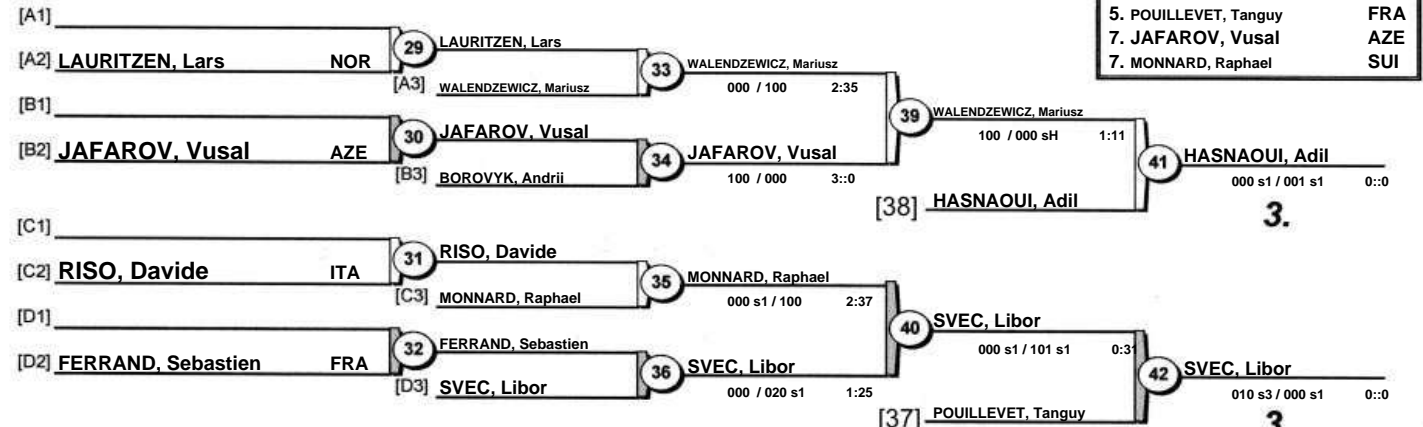 5. POUILLEVET, Tanguy FRA
7. JAFAROV, Vusal AZE
7. MONNARD, Raphael SUI
[A1]
[A2] LAURITZEN, Lars NOR
29
LAURITZEN, Lars
[A3] WALENDZEWICZ, Mariusz
33
WALENDZEWICZ, Mariusz
000 / 100 2:35
[B1]
[B2] JAFAROV, Vusal AZE
30
JAFAROV, Vusal
[B3] BOROVYK, Andrii
34
JAFAROV, Vusal
100 / 000 3::0
39
WALENDZEWICZ, Mariusz
100 / 000 sH 1:11
[38] HASNAOUI, Adil
41
HASNAOUI, Adil
000 s1 / 001 s1 0::0
3.
[C1]
[C2] RISO, Davide ITA
31
RISO, Davide
[C3] MONNARD, Raphael
35
MONNARD, Raphael
000 s1 / 100 2:37
[D1]
[D2] FERRAND, Sebastien FRA
32
FERRAND, Sebastien
[D3] SVEC, Libor
36
SVEC, Libor
000 / 020 s1 1:25
40
SVEC, Libor
000 s1 / 101 s1 0:31
[37] POUILLEVET, Tanguy
42
SVEC, Libor
010 s3 / 000 s1 0::0
3